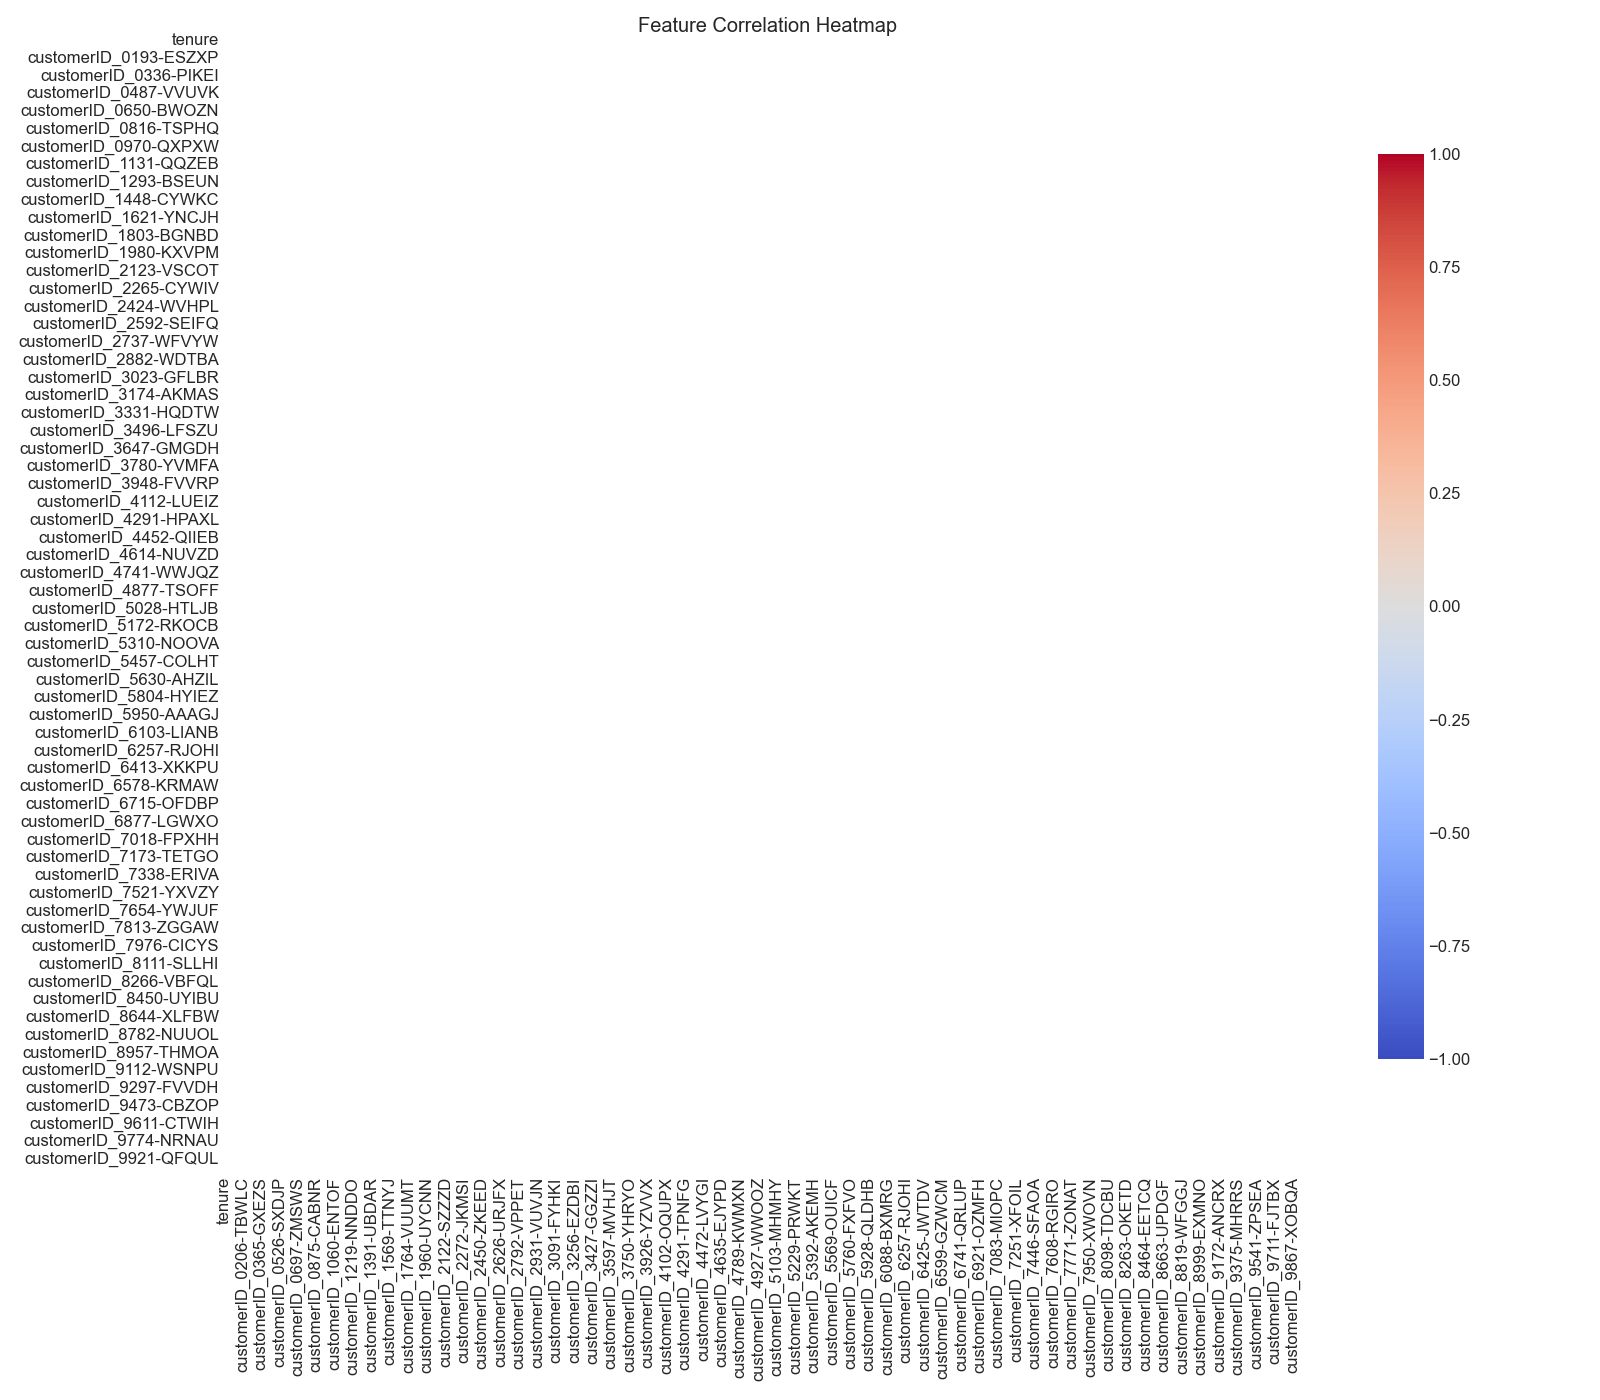 Feature Correlation Heatmap
tenure
customerID_0193-ESZXP
customerID_0336-PIKEI
customerID_0487-VVUVK
customerID_0650-BWOZN
customerID_0816-TSPHQ
customerID_0970-QXPXW
customerID_1131-QQZEB
customerID_1293-BSEUN
customerID_1448-CYWKC
customerID_1621-YNCJH
customerID_1803-BGNBD
customerID_1980-KXVPM
customerID_2123-VSCOT
customerID_2265-CYWIV
customerID_2424-WVHPL
customerID_2592-SEIFQ
customerID_2737-WFVYW
customerID_2882-WDTBA
customerID_3023-GFLBR
customerID_3174-AKMAS
customerID_3331-HQDTW
customerID_3496-LFSZU
customerID_3647-GMGDH
customerID_3780-YVMFA
customerID_3948-FVVRP
customerID_4112-LUEIZ
customerID_4291-HPAXL
customerID_4452-QIIEB
customerID_4614-NUVZD
customerID_4741-WWJQZ
customerID_4877-TSOFF
customerID_5028-HTLJB
customerID_5172-RKOCB
customerID_5310-NOOVA
customerID_5457-COLHT
customerID_5630-AHZIL
customerID_5804-HYIEZ
customerID_5950-AAAGJ
customerID_6103-LIANB
customerID_6257-RJOHI
customerID_6413-XKKPU
customerID_6578-KRMAW
customerID_6715-OFDBP
customerID_6877-LGWXO
customerID_7018-FPXHH
customerID_7173-TETGO
customerID_7338-ERIVA
customerID_7521-YXVZY
customerID_7654-YWJUF
customerID_7813-ZGGAW
customerID_7976-CICYS
customerID_8111-SLLHI
customerID_8266-VBFQL
customerID_8450-UYIBU
customerID_8644-XLFBW
customerID_8782-NUUOL
customerID_8957-THMOA
customerID_9112-WSNPU
customerID_9297-FVVDH
customerID_9473-CBZOP
customerID_9611-CTWIH
customerID_9774-NRNAU
customerID_9921-QFQUL
tenure
customerID_0206-TBWLC
customerID_0365-GXEZS
customerID_0526-SXDJP
customerID_0697-ZMSWS
customerID_0875-CABNR
customerID_1060-ENTOF
customerID_1219-NNDDO
customerID_1391-UBDAR
customerID_1569-TTNYJ
customerID_1764-VUUMT
customerID_1960-UYCNN
customerID_2122-SZZZD
customerID_2272-JKMSI
customerID_2450-ZKEED
customerID_2626-URJFX
customerID_2792-VPPET
customerID_2931-VUVJN
customerID_3091-FYHKI
customerID_3256-EZDBI
customerID_3427-GGZZI
customerID_3597-MVHJT
customerID_3750-YHRYO
customerID_3926-YZVVX
customerID_4102-OQUPX
customerID_4291-TPNFG
customerID_4472-LVYGI
customerID_4635-EJYPD
customerID_4789-KWMXN
customerID_4927-WWOOZ
customerID_5103-MHMHY
customerID_5229-PRWKT
customerID_5392-AKEMH
customerID_5569-OUICF
customerID_5760-FXFVO
customerID_5928-QLDHB
customerID_6088-BXMRG
customerID_6257-RJOHI
customerID_6425-JWTDV
customerID_6599-GZWCM
customerID_6741-QRLUP
customerID_6921-OZMFH
customerID_7083-MIOPC
customerID_7251-XFOIL
customerID_7446-SFAOA
customerID_7608-RGIRO
customerID_7771-ZONAT
customerID_7950-XWOVN
customerID_8098-TDCBU
customerID_8263-OKETD
customerID_8464-EETCQ
customerID_8663-UPDGF
customerID_8819-WFGGJ
customerID_8999-EXMNO
customerID_9172-ANCRX
customerID_9375-MHRRS
customerID_9541-ZPSEA
customerID_9711-FJTBX
customerID_9867-XOBQA
1.00
0.75
0.50
0.25
0.00
−0.25
−0.50
−0.75
−1.00